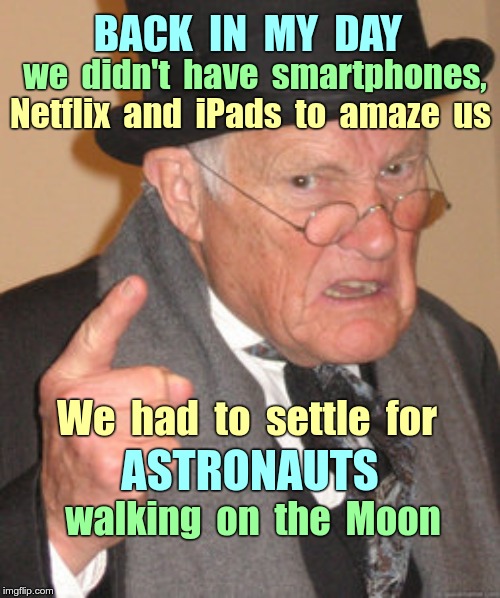 BACK IN MY DAY
we didn't have smartphones,
Netflix and iPads to amaze us
We had to settle for
ASTRONAUTS
walking on the Moon
imgflip.com